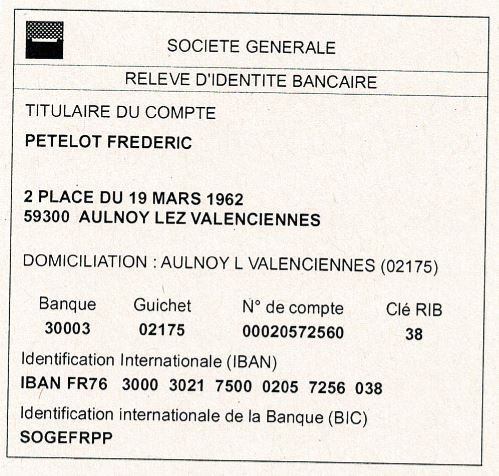 SOCIETE GENERALE
RELEVE D'IDENTITE BANCAIRE
TITULAIRE DU COMPTE
PETELOT FREDERIC
2 PLACE DU 19 MARS 1962
59300 AULNOY LEZ VALENCIENNES
DOMICILIATION : AULNOY L VALENCIENNES (02175)
Banque Guichet N° de compte Clé RIB
30003 02175 00020572560 38
Identification Internationale (IBAN)
IBAN FR76 3000 3021 7500 0205 7256 038
Identification internationale de la Banque (BIC)
SOGEFRPP